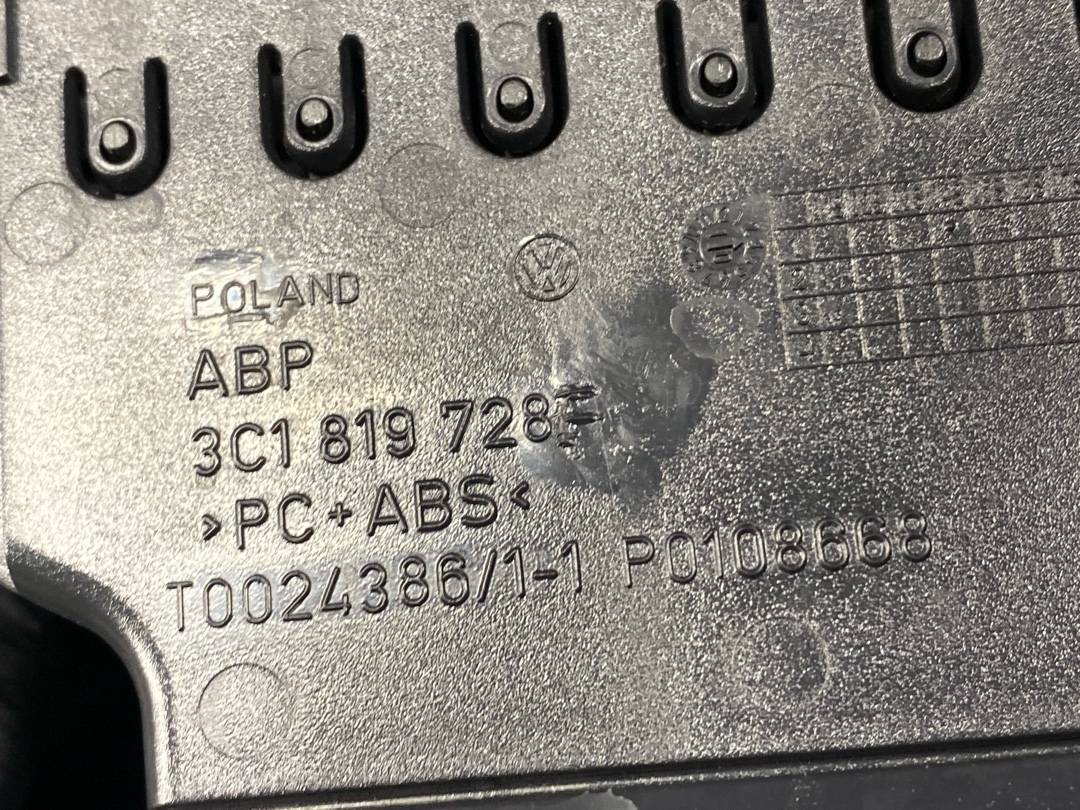 POLAND
ABP
3C1 819 728
>PC+ABS<
T0024386/1-1 P0108668